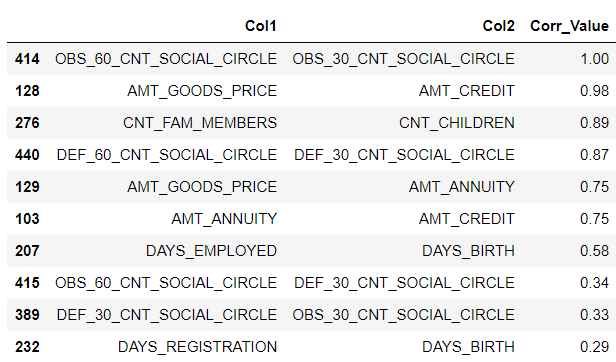 Col1 Col2 Corr_Value
414 OBS_60_CNT_SOCIAL_CIRCLE OBS_30_CNT_SOCIAL_CIRCLE 1.00
128 AMT_GOODS_PRICE AMT_CREDIT 0.98
276 CNT_FAM_MEMBERS CNT_CHILDREN 0.89
440 DEF_60_CNT_SOCIAL_CIRCLE DEF_30_CNT_SOCIAL_CIRCLE 0.87
129 AMT_GOODS_PRICE AMT_ANNUITY 0.75
103 AMT_ANNUITY AMT_CREDIT 0.75
207 DAYS_EMPLOYED DAYS_BIRTH 0.58
415 OBS_60_CNT_SOCIAL_CIRCLE DEF_30_CNT_SOCIAL_CIRCLE 0.34
389 DEF_30_CNT_SOCIAL_CIRCLE OBS_30_CNT_SOCIAL_CIRCLE 0.33
232 DAYS_REGISTRATION DAYS_BIRTH 0.29